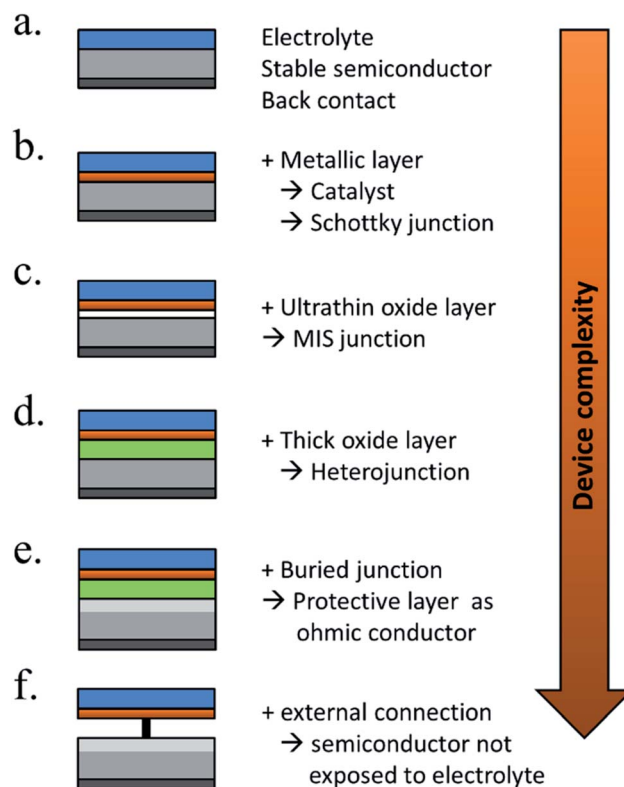 a.
Electrolyte
Stable semiconductor
Back contact
b.
+ Metallic layer
→ Catalyst
→ Schottky junction
c.
+ Ultrathin oxide layer
→ MIS junction
d.
+ Thick oxide layer
→ Heterojunction
e.
+ Buried junction
→ Protective layer as
ohmic conductor
f.
+ external connection
→ semiconductor not
exposed to electrolyte
Device complexity